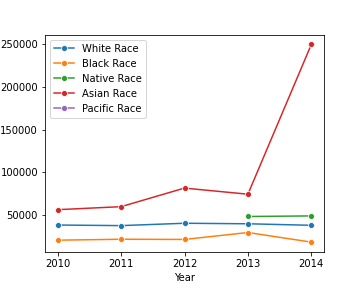 250000
200000
150000
100000
50000
White Race
Black Race
Native Race
Asian Race
Pacific Race
2010 2011 2012 2013 2014
Year